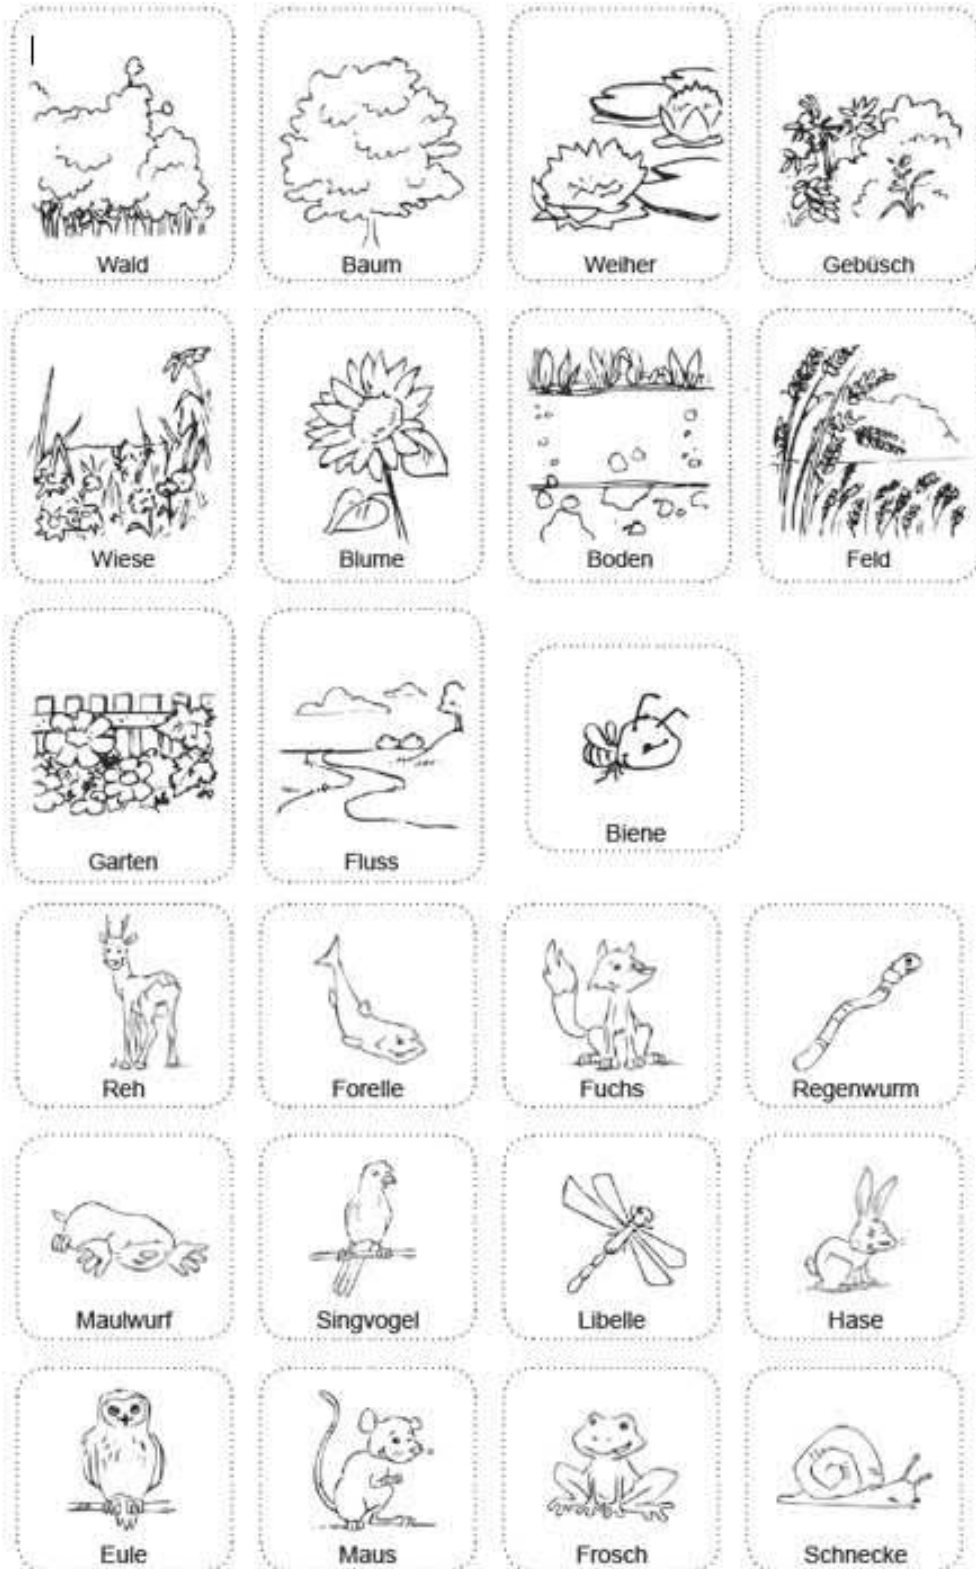 Wald
Baum
Weiher
Gebüsch
Wiese
Blume
Boden
Feld
Garten
Fluss
Biene
Reh
Forelle
Fuchs
Regenwurm
Maulwurf
Singvogel
Libelle
Hase
Eule
Maus
Frosch
Schnecke